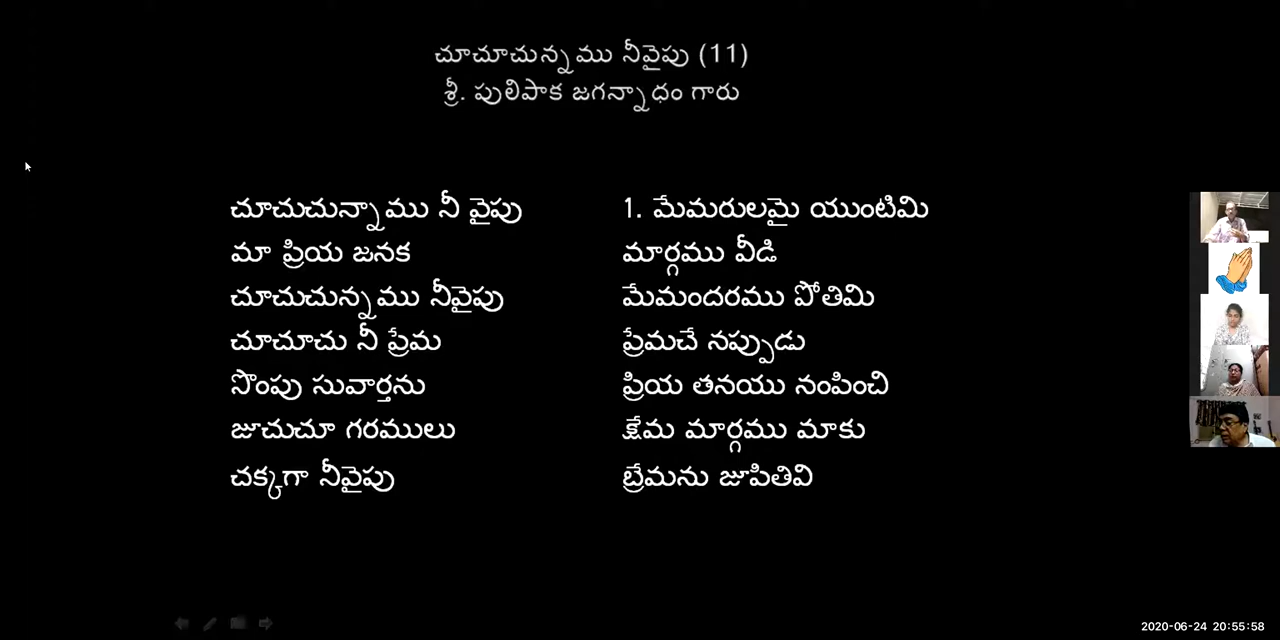 చూచూచున్నము నీవైపు (11)
శ్రీ. పులిపాక జగన్నాధం గారు
చూచుచున్నాము నీ వైపు
మా ప్రియ జనక
చూచుచున్నము నీవైపు
చూచూచు నీ ప్రేమ
సొంపు సువార్తను
జూచుచూ గరములు
చక్కగా నీవైపు
1. మేమరులమై యుంటిమి
మార్గము వీడి
మేమందరము పోతిమి
ప్రేమచే నప్పుడు
ప్రియ తనయు నంపించి
క్షేమ మార్గము మాకు
బ్రేమను జూపితివి
2020-06-24 20:55:58